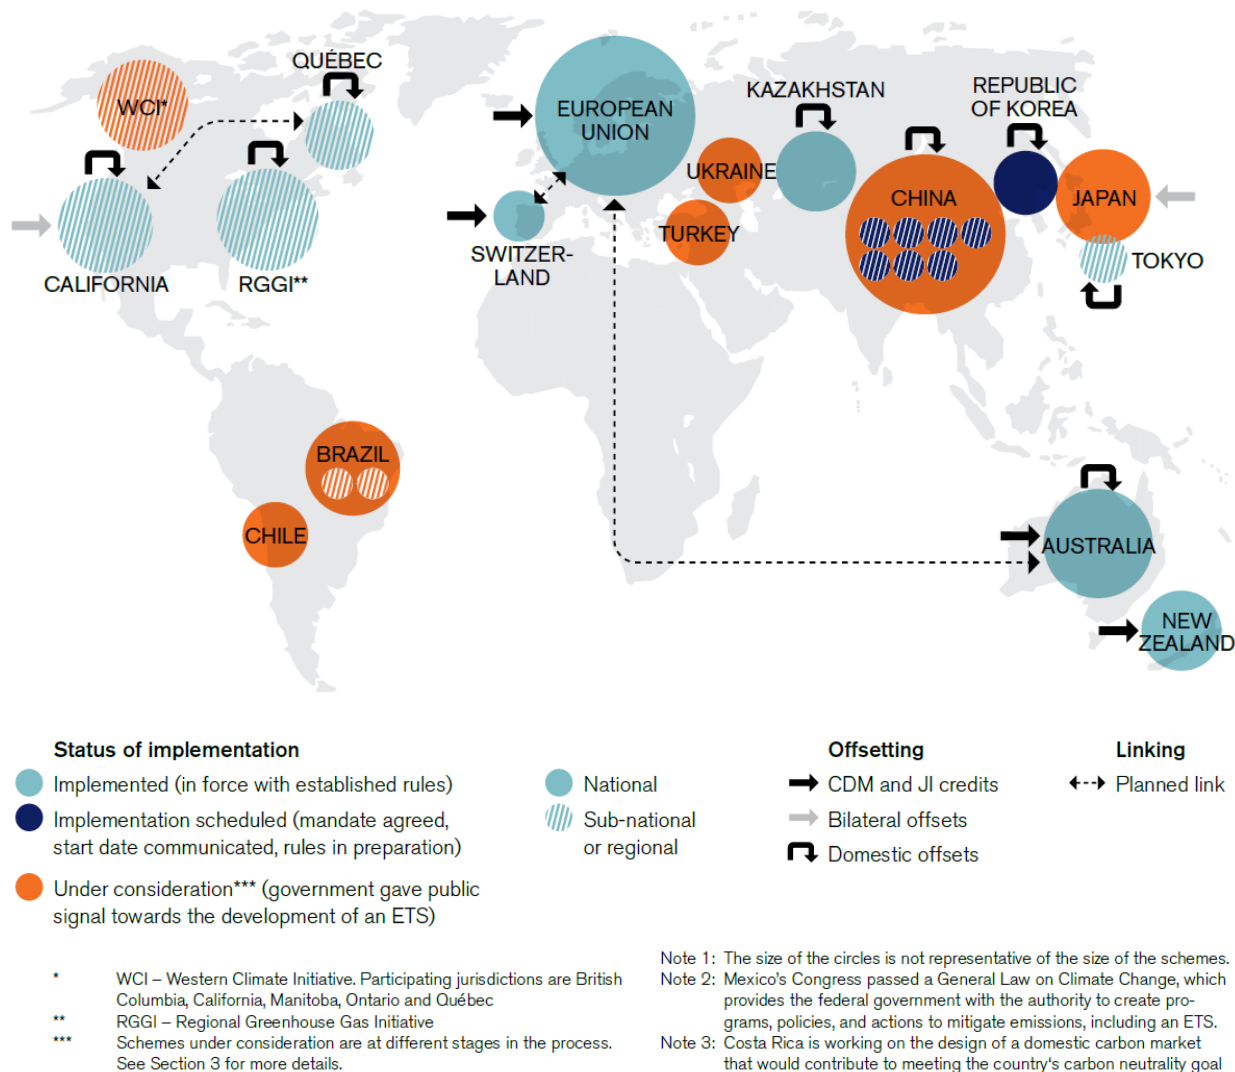 QUÉBEC
WCI*
EUROPEAN
UNION
KAZAKHSTAN
REPUBLIC
OF KOREA
UKRAINE
CHINA
JAPAN
TURKEY
SWITZER-
LAND
TOKYO
CALIFORNIA
RGGI**
BRAZIL
CHILE
AUSTRALIA
NEW
ZEALAND
Status of implementation
Implemented (in force with established rules)
Implementation scheduled (mandate agreed,
start date communicated, rules in preparation)
Under consideration*** (government gave public
signal towards the development of an ETS)
National
Sub-national
or regional
Offsetting
CDM and JI credits
Bilateral offsets
Domestic offsets
Linking
Planned link
* WCI – Western Climate Initiative. Participating jurisdictions are British
Columbia, California, Manitoba, Ontario and Québec
** RGGI – Regional Greenhouse Gas Initiative
*** Schemes under consideration are at different stages in the process.
See Section 3 for more details.
Note 1: The size of the circles is not representative of the size of the schemes.
Note 2: Mexico's Congress passed a General Law on Climate Change, which
provides the federal government with the authority to create pro-
grams, policies, and actions to mitigate emissions, including an ETS.
Note 3: Costa Rica is working on the design of a domestic carbon market
that would contribute to meeting the country's carbon neutrality goal